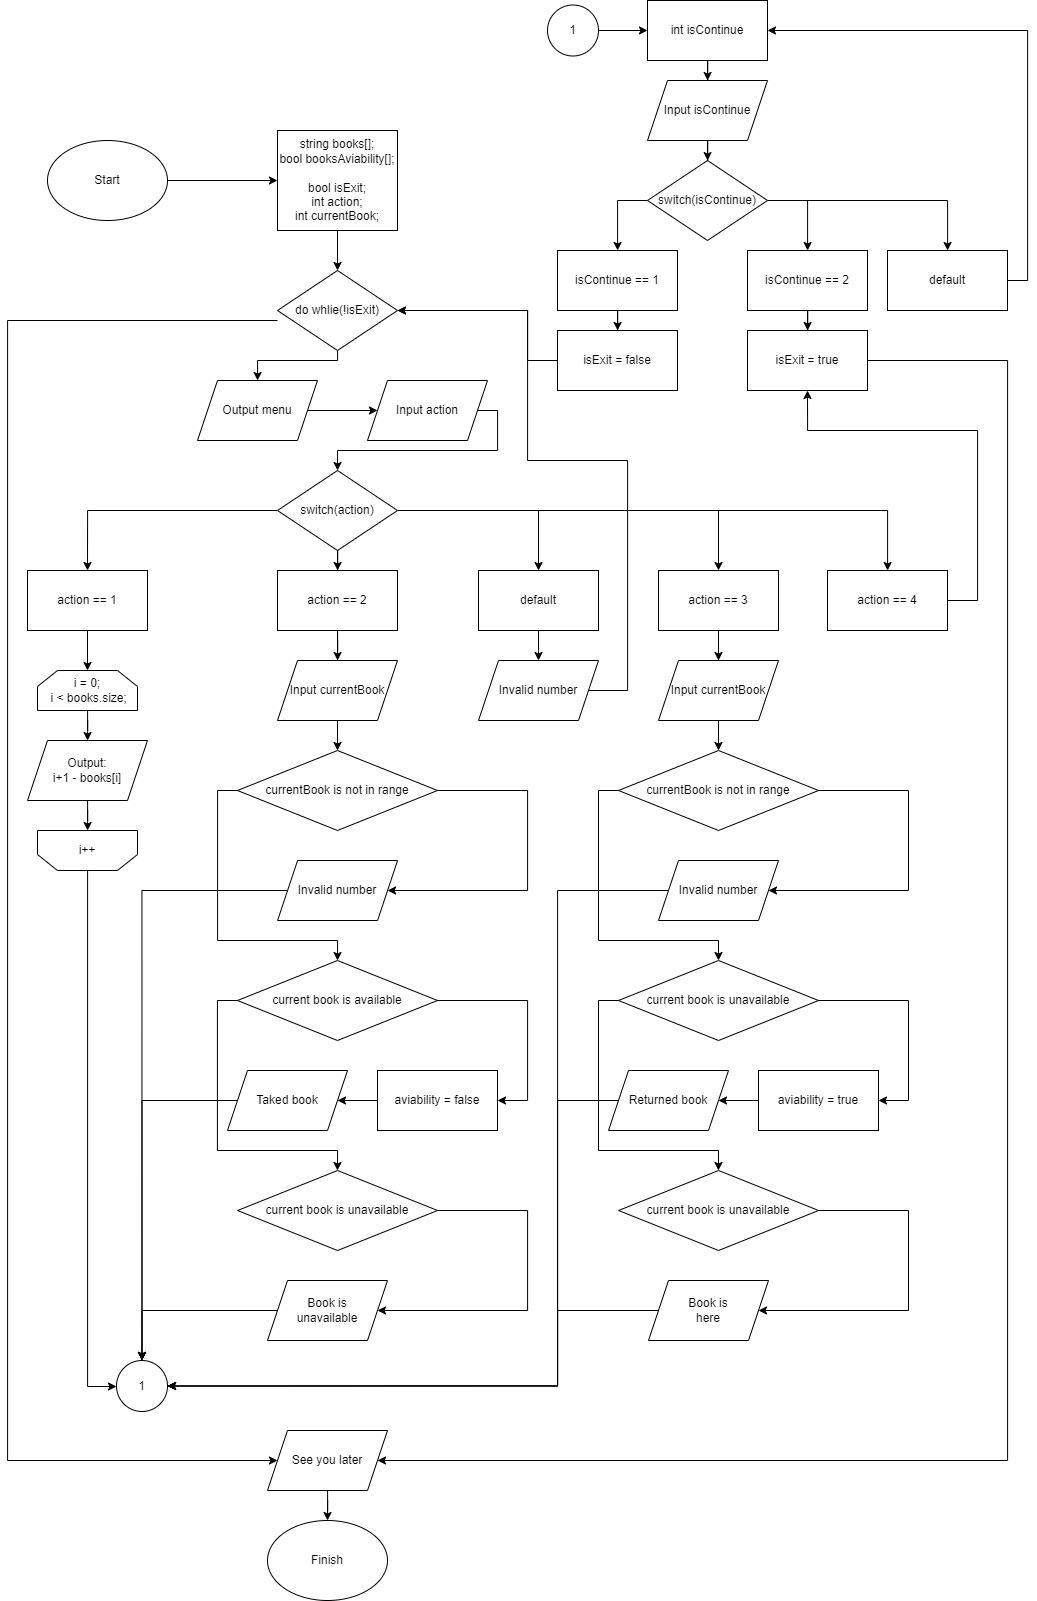 1
int isContinue
Input isContinue
switch(isContinue)
isContinue == 1
isContinue == 2
default
isExit = false
isExit = true
Start
string books[];
bool booksAviability[];
bool isExit;
int action;
int currentBook;
do whlie(!isExit)
Output menu
Input action
switch(action)
action == 1
action == 2
default
action == 3
action == 4
i = 0;
i < books.size;
Input currentBook
Invalid number
Input currentBook
Output:
i+1 - books[i]
currentBook is not in range
currentBook is not in range
i++
Invalid number
Invalid number
current book is available
current book is unavailable
Taked book
aviability = false
Returned book
aviability = true
current book is unavailable
current book is unavailable
Book is
unavailable
Book is
here
1
See you later
Finish